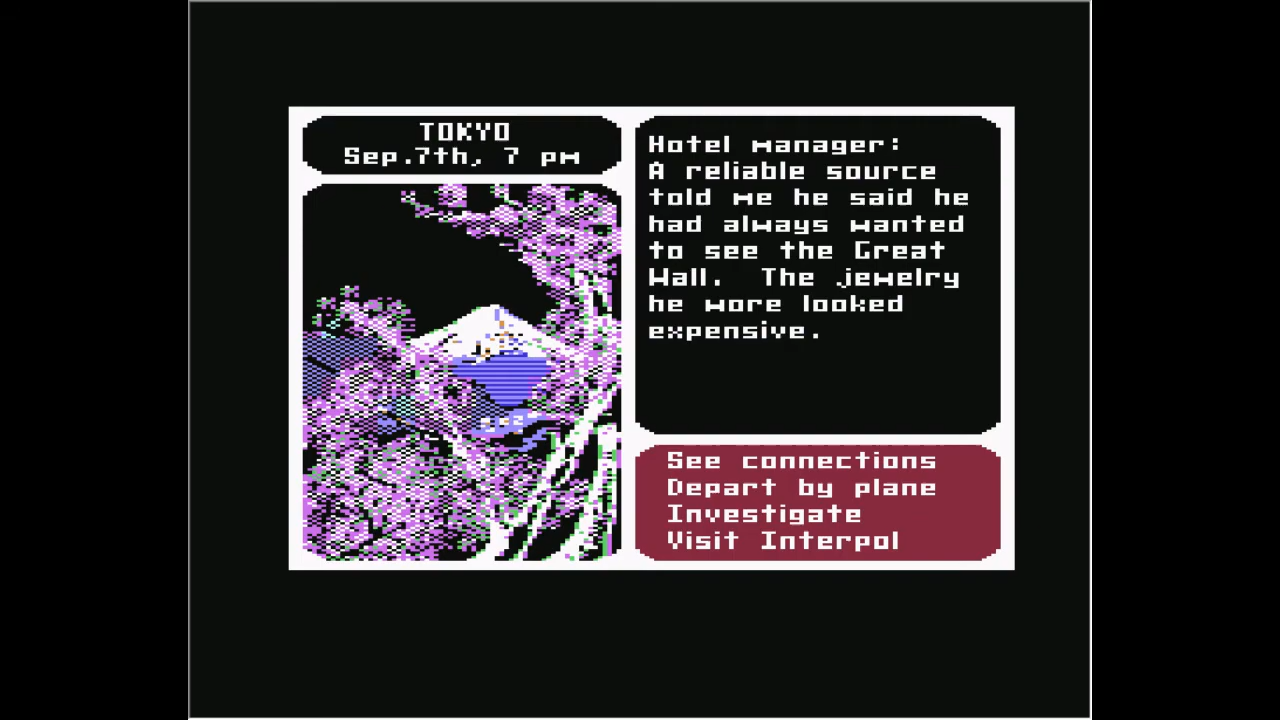 TOKYO
Sep.7th, 7 pm
Hotel manager:
A reliable source
told me he said he
had always wanted
to see the Great
Wall.  The jewelry
he wore looked
expensive.
See connections
Depart by plane
Investigate
Visit Interpol